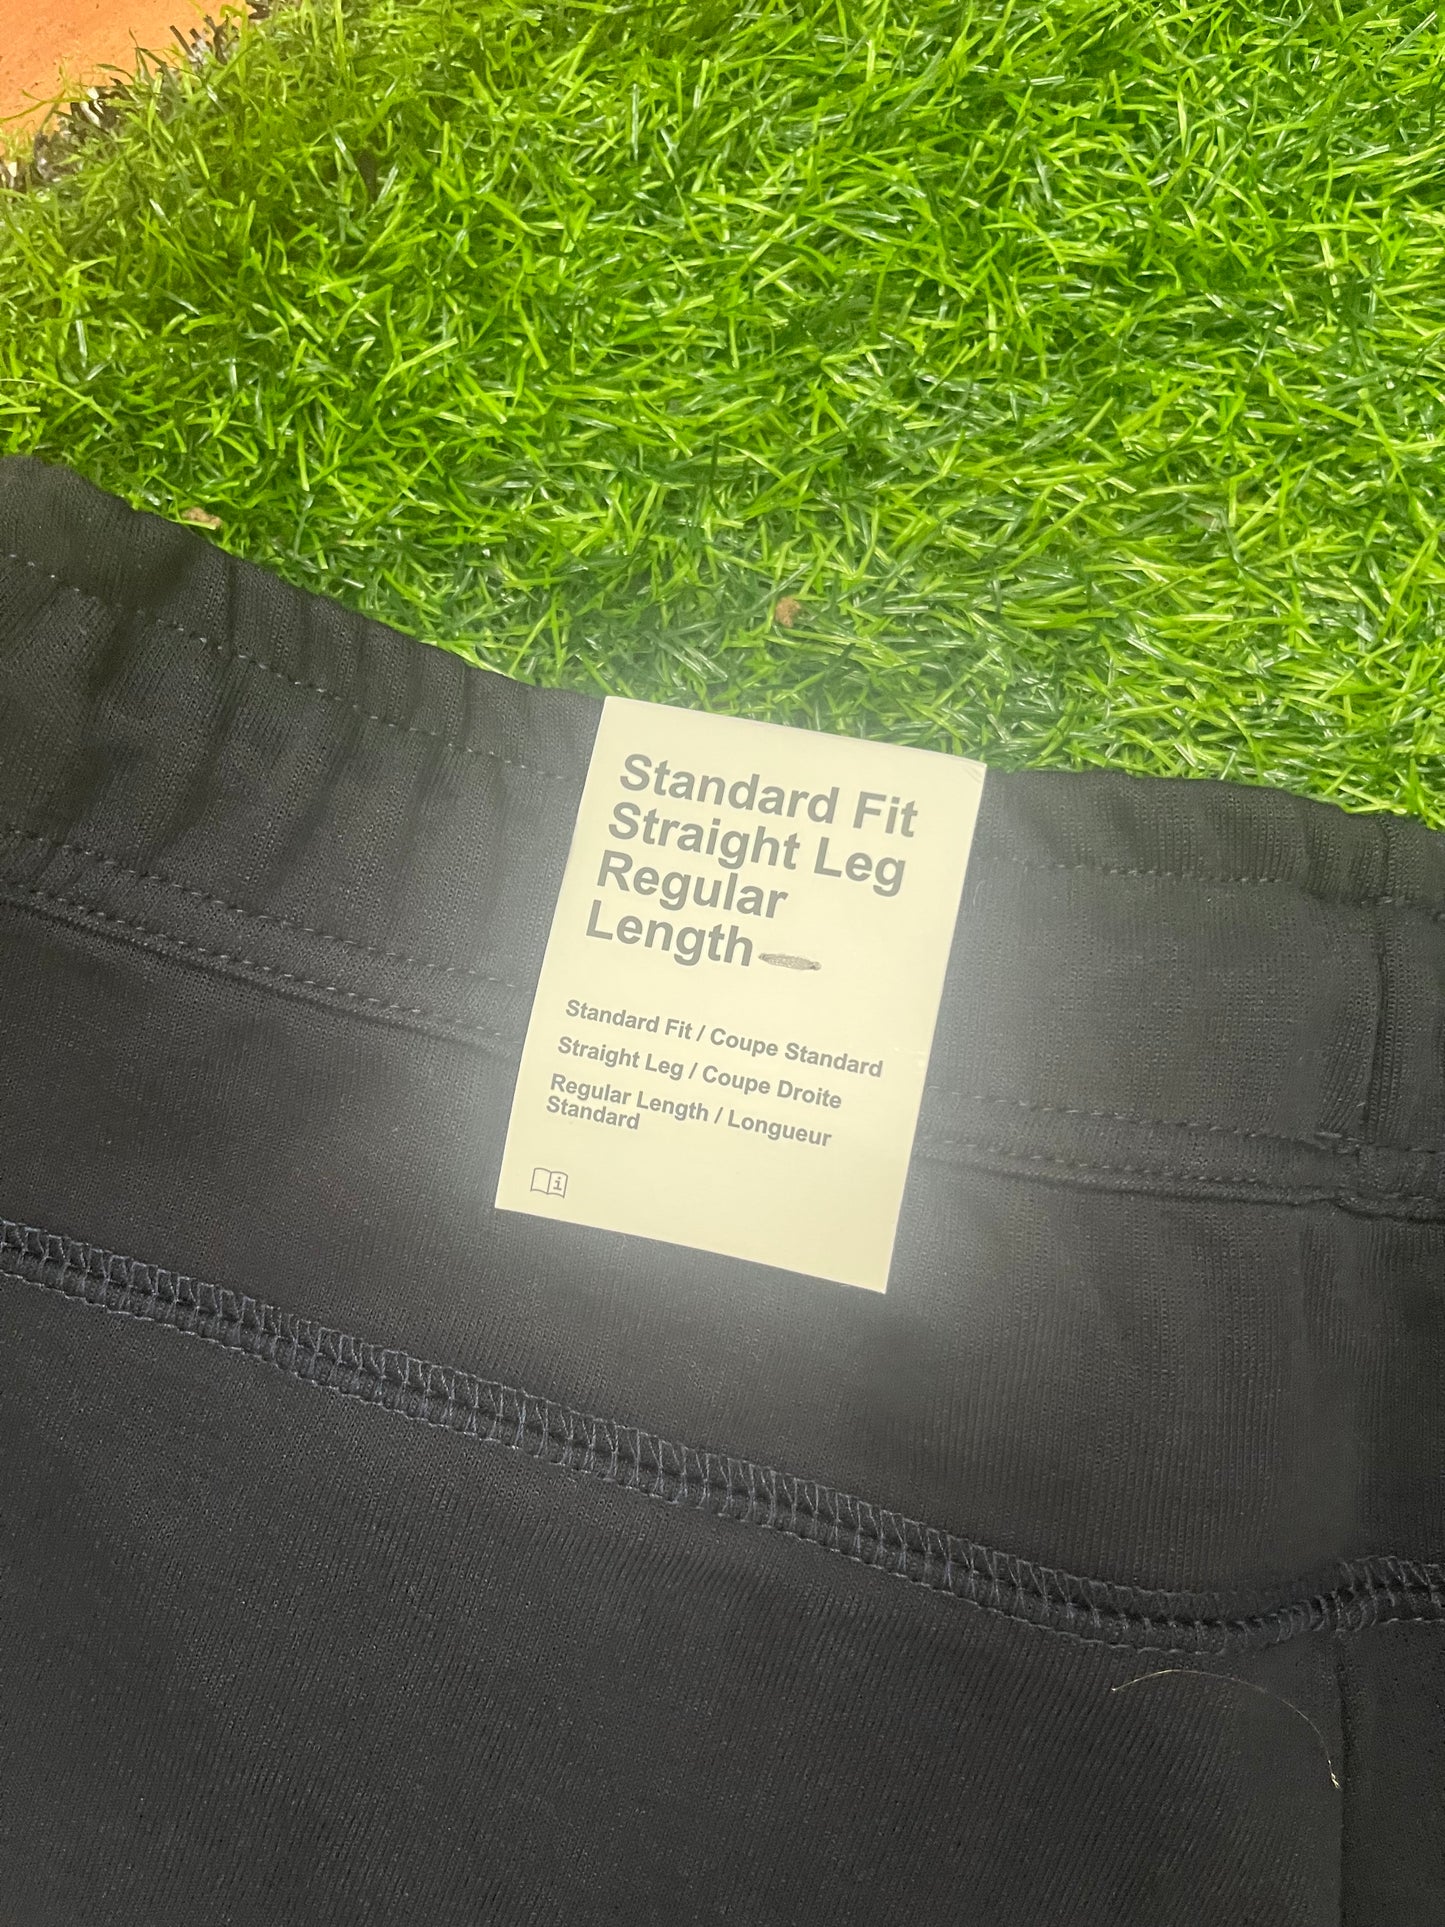 Standard Fit
Straight Leg
Regular
Length
Standard Fit / Coupe Standard
Straight Leg / Coupe Droite
Regular Length / Longueur
Standard
i